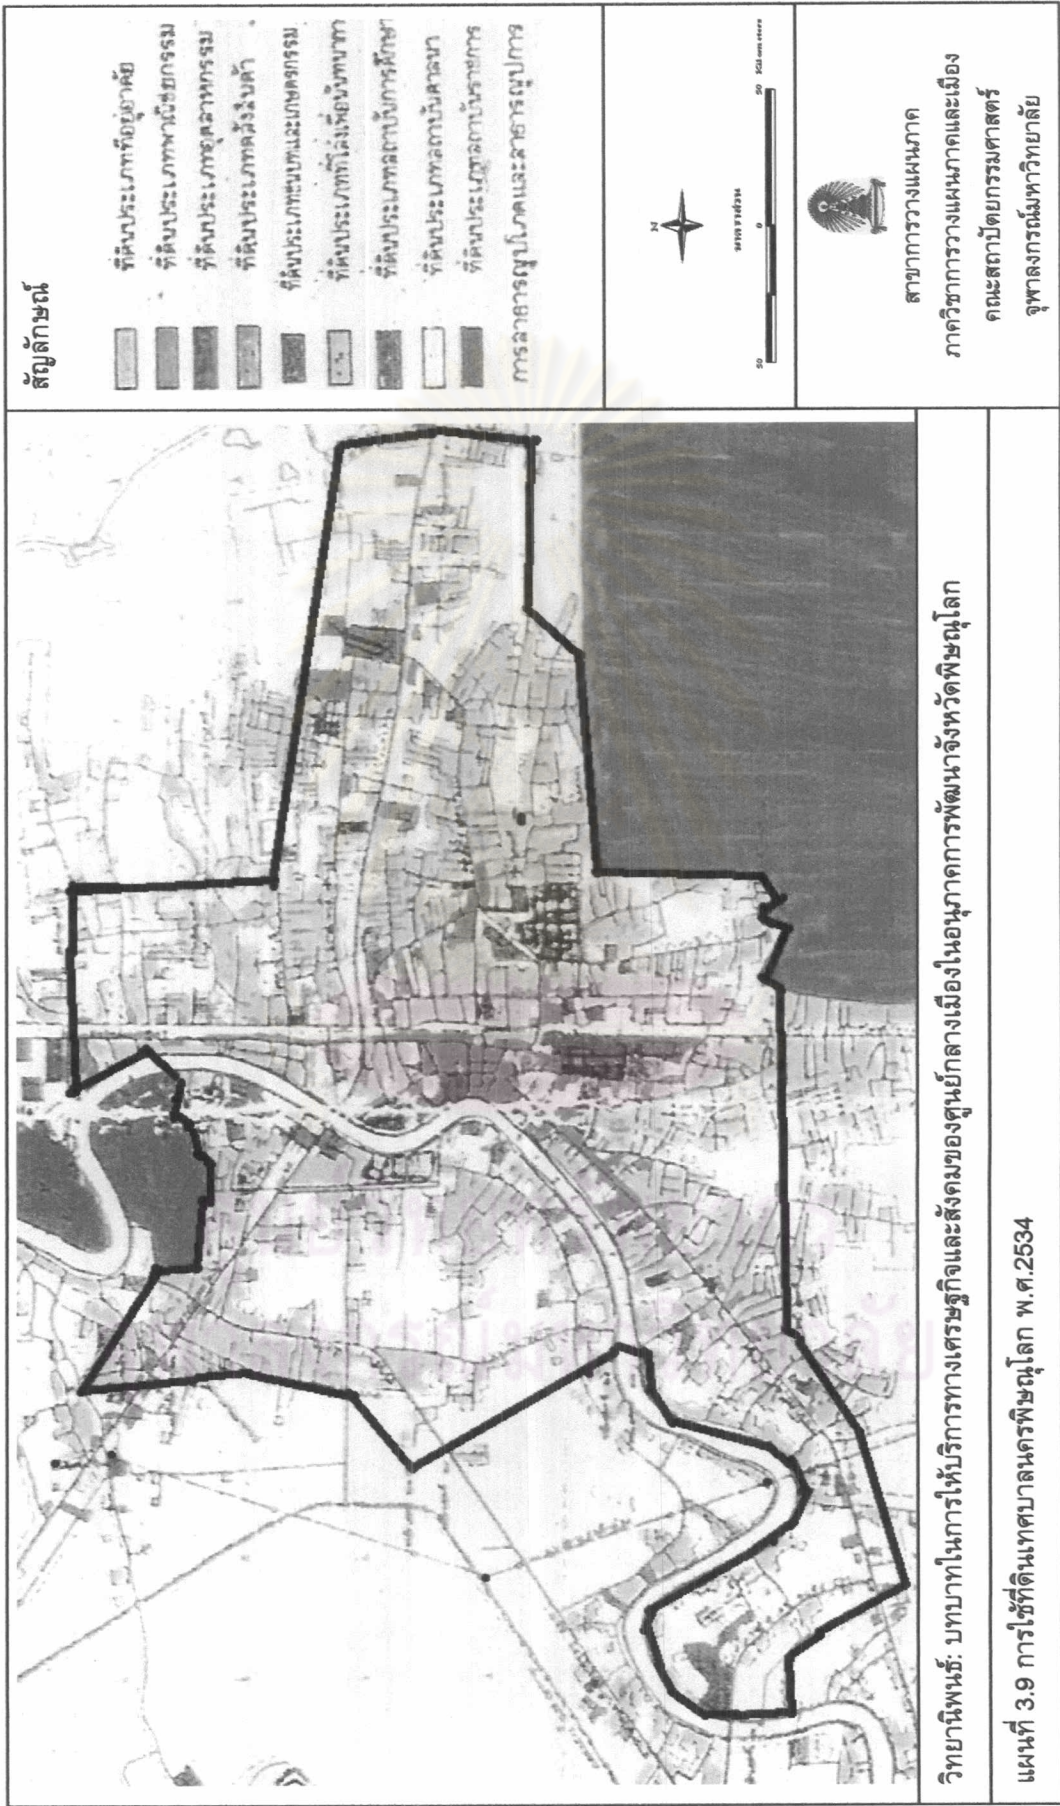 สัญลักษณ์
ที่ดินประเภทที่อยู่อาศัย
ที่ดินประเภทพาณิชยกรรม
ที่ดินประเภทอุตสาหกรรม
ที่ดินประเภทคลังสินค้า
ที่ดินประเภทชนบทและเกษตรกรรม
ที่ดินประเภทที่โล่งเพื่อนันทนาการ
ที่ดินประเภทสถาบันการศึกษา
ที่ดินประเภทสถาบันศาสนา
ที่ดินประเภทสถาบันราชการ
การสาธารณูปโภคและสาธารณูปการ
N
มาตราส่วน
50 0 50
สาขาการวางแผนภาค
ภาควิชาการวางแผนภาคและเมือง
คณะสถาปัตยกรรมศาสตร์
จุฬาลงกรณ์มหาวิทยาลัย
วิทยานิพนธ์: บทบาทในการให้บริการทางเศรษฐกิจและสังคมของศูนย์กลางเมืองในอนุภาคการพัฒนาจังหวัดพิษณุโลก
แผนที่ 3.9 การใช้ที่ดินเทศบาลนครพิษณุโลก พ.ศ.2534